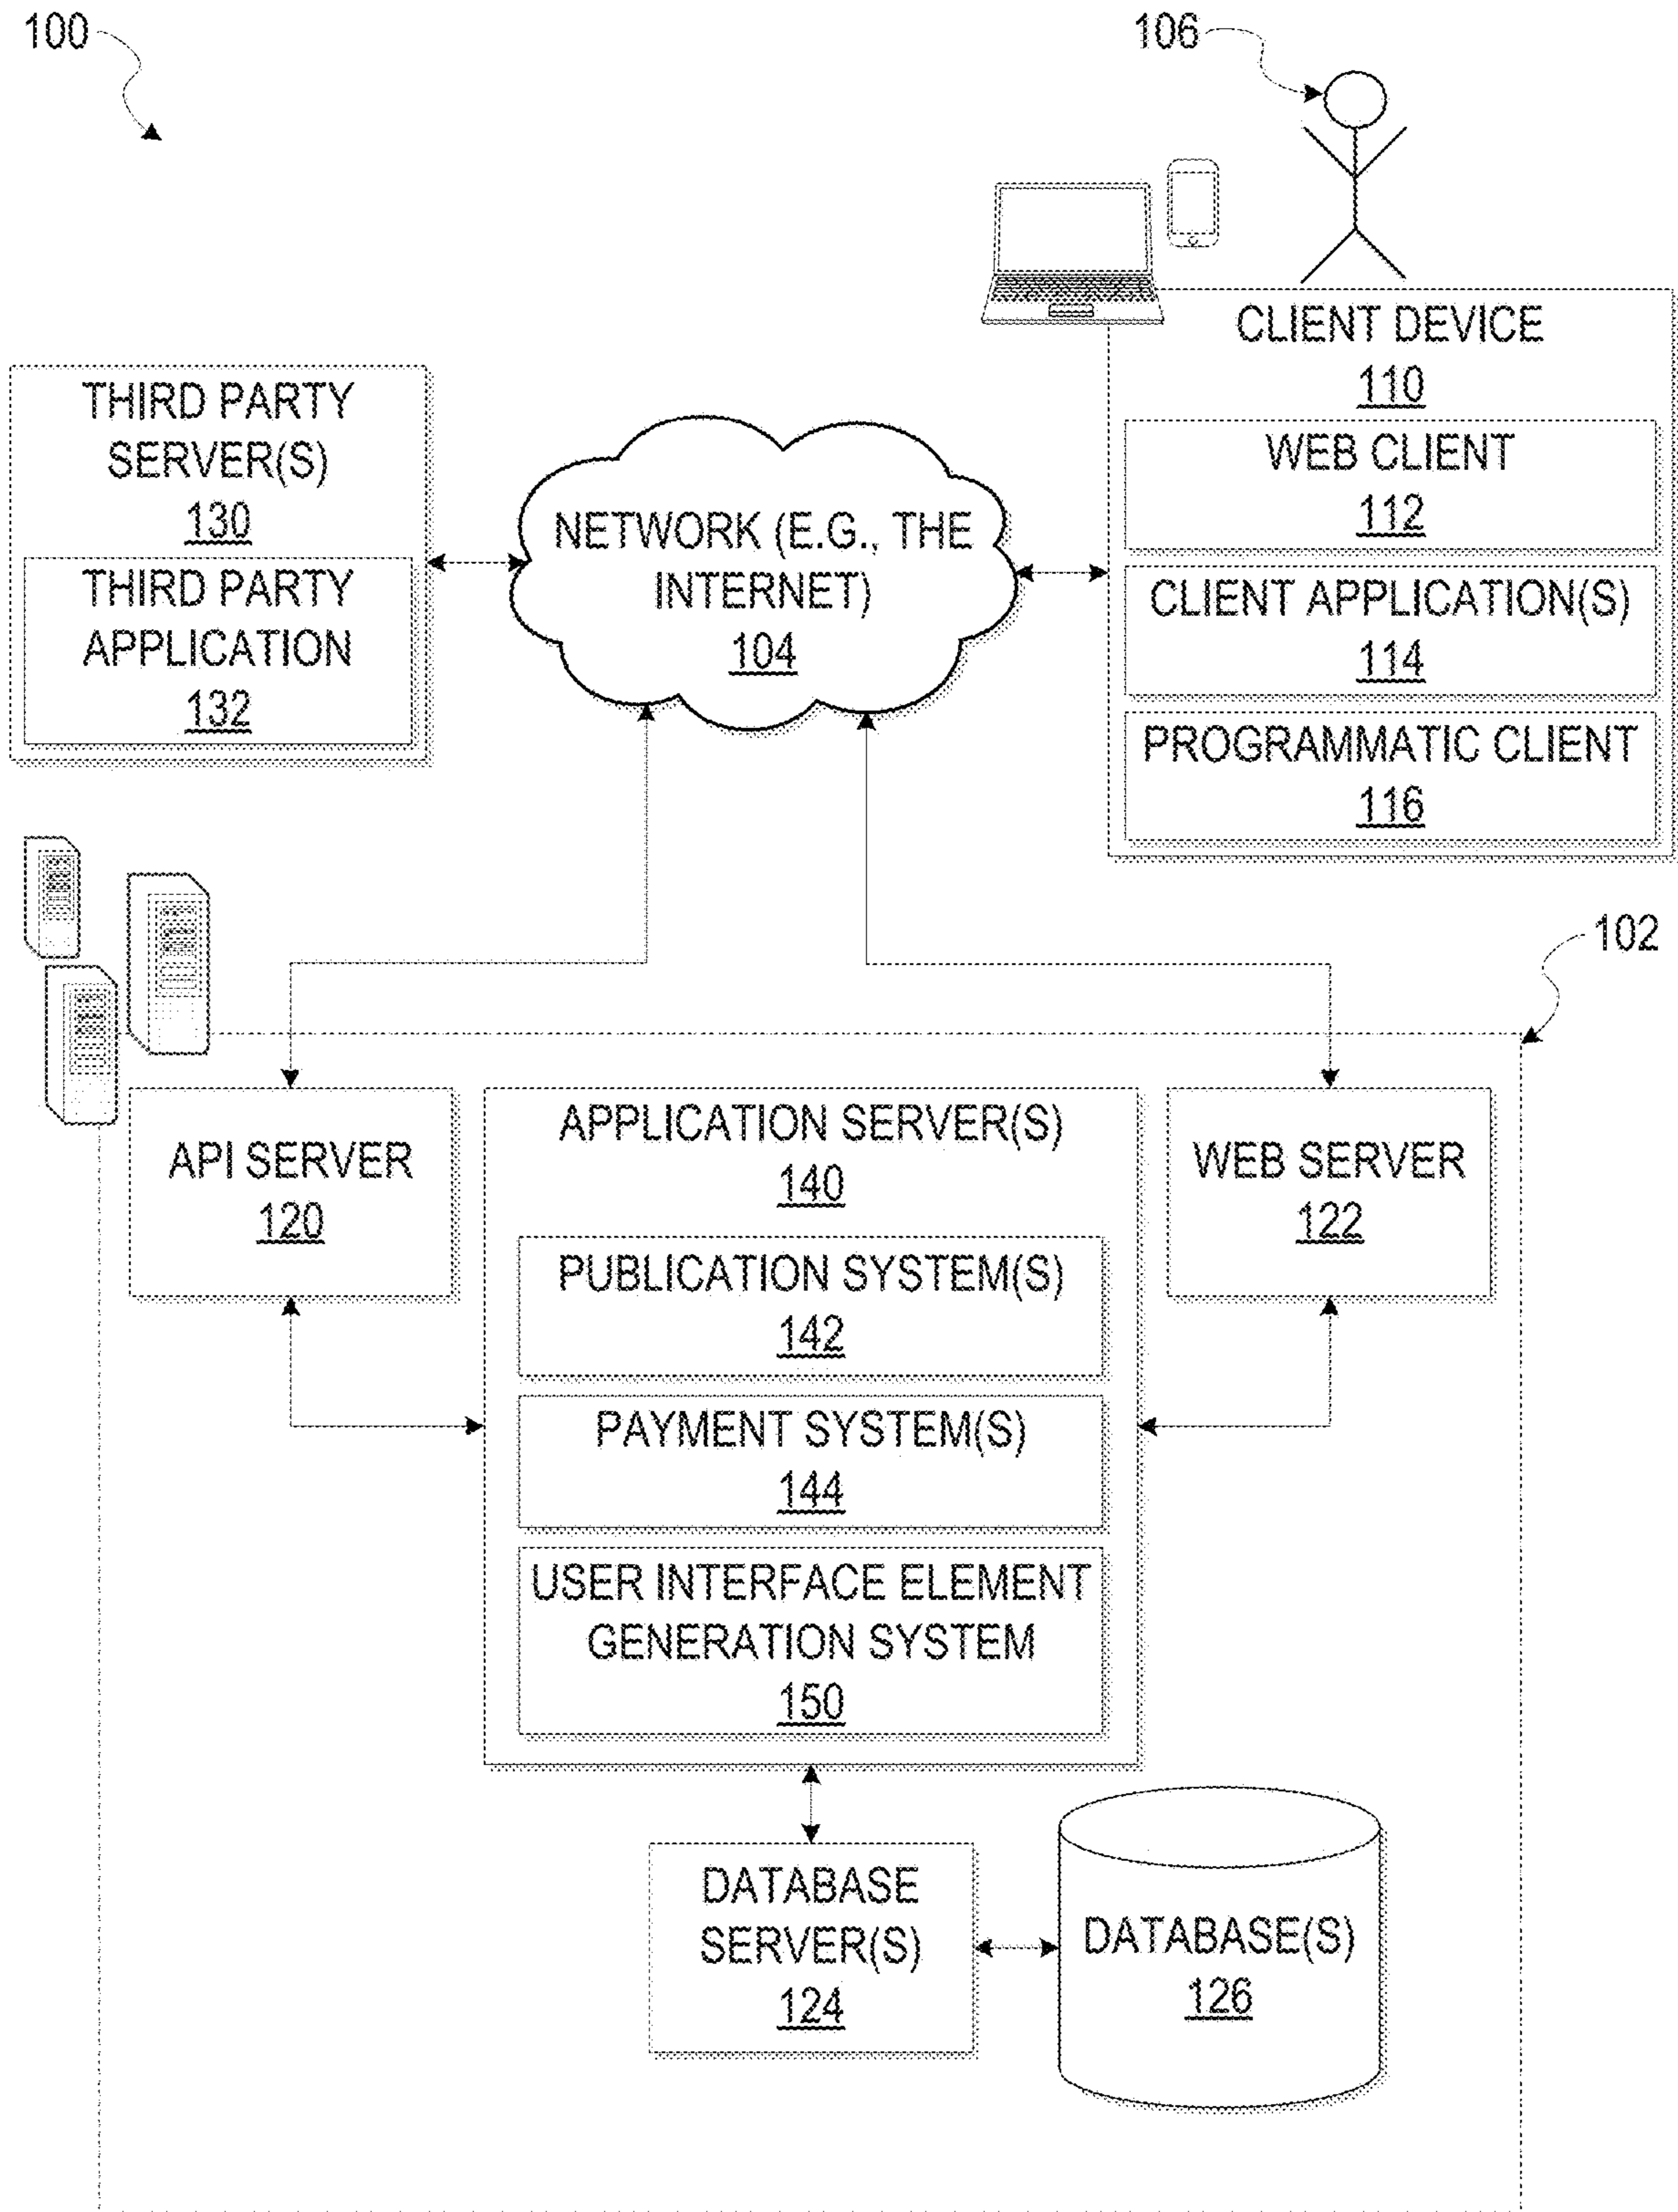 100
106
CLIENT DEVICE
110
WEB CLIENT
112
CLIENT APPLICATION(S)
114
PROGRAMMATIC CLIENT
116
THIRD PARTY
SERVER(S)
130
THIRD PARTY
APPLICATION
132
NETWORK (E.G., THE
INTERNET)
104
102
API SERVER
120
APPLICATION SERVER(S)
140
PUBLICATION SYSTEM(S)
142
PAYMENT SYSTEM(S)
144
USER INTERFACE ELEMENT
GENERATION SYSTEM
150
WEB SERVER
122
DATABASE
SERVER(S)
124
DATABASE(S)
126